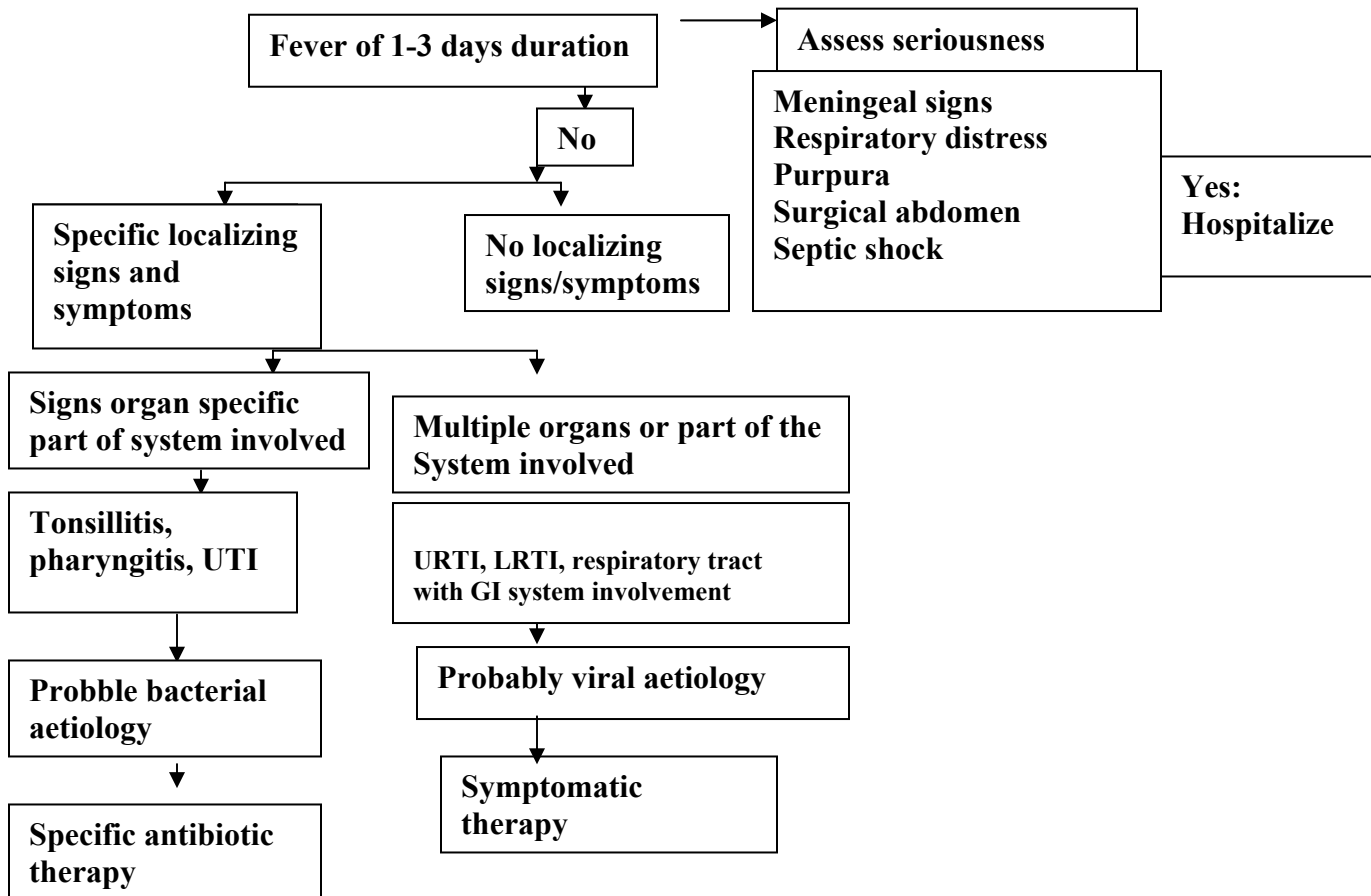 Fever of 1-3 days duration
Assess seriousness
Meningeal signs
Respiratory distress
Purpura
Surgical abdomen
Septic shock
Yes:
Hospitalize
No
Specific localizing
signs and
symptoms
No localizing
signs/symptoms
Signs organ specific
part of system involved
Multiple organs or part of the
System involved
Tonsillitis,
pharyngitis, UTI
URTI, LRTI, respiratory tract
with GI system involvement
Probble bacterial
aetiology
Probably viral aetiology
Specific antibiotic
therapy
Symptomatic
therapy